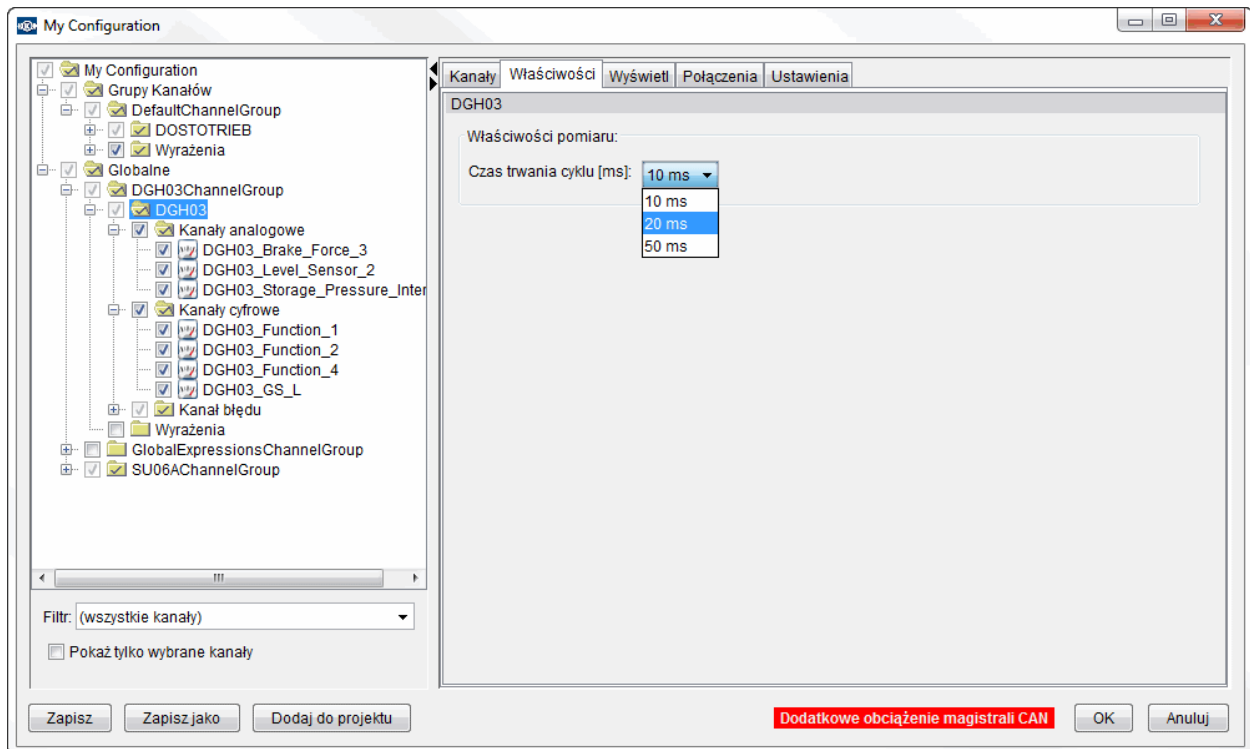 My Configuration
My Configuration
Grupy Kanałów
DefaultChannelGroup
DOSTOTRIEB
Wyrażenia
Globalne
DGH03ChannelGroup
DGH03
Kanały analogowe
DGH03_Brake_Force_3
DGH03_Level_Sensor_2
DGH03_Storage_Pressure_Inter
Kanały cyfrowe
DGH03_Function_1
DGH03_Function_2
DGH03_Function_4
DGH03_GS_L
Kanał błędu
Wyrażenia
GlobalExpressionsChannelGroup
SU06AChannelGroup
Filtr: (wszystkie kanały)
Pokaż tylko wybrane kanały
Kanały Właściwości Wyświetl Połączenia Ustawienia
DGH03
Właściwości pomiaru:
Czas trwania cyklu [ms]: 10 ms
10 ms
20 ms
50 ms
Zapisz Zapisz jako Dodaj do projektu Dodatkowe obciążenie magistrali CAN OK Anuluj